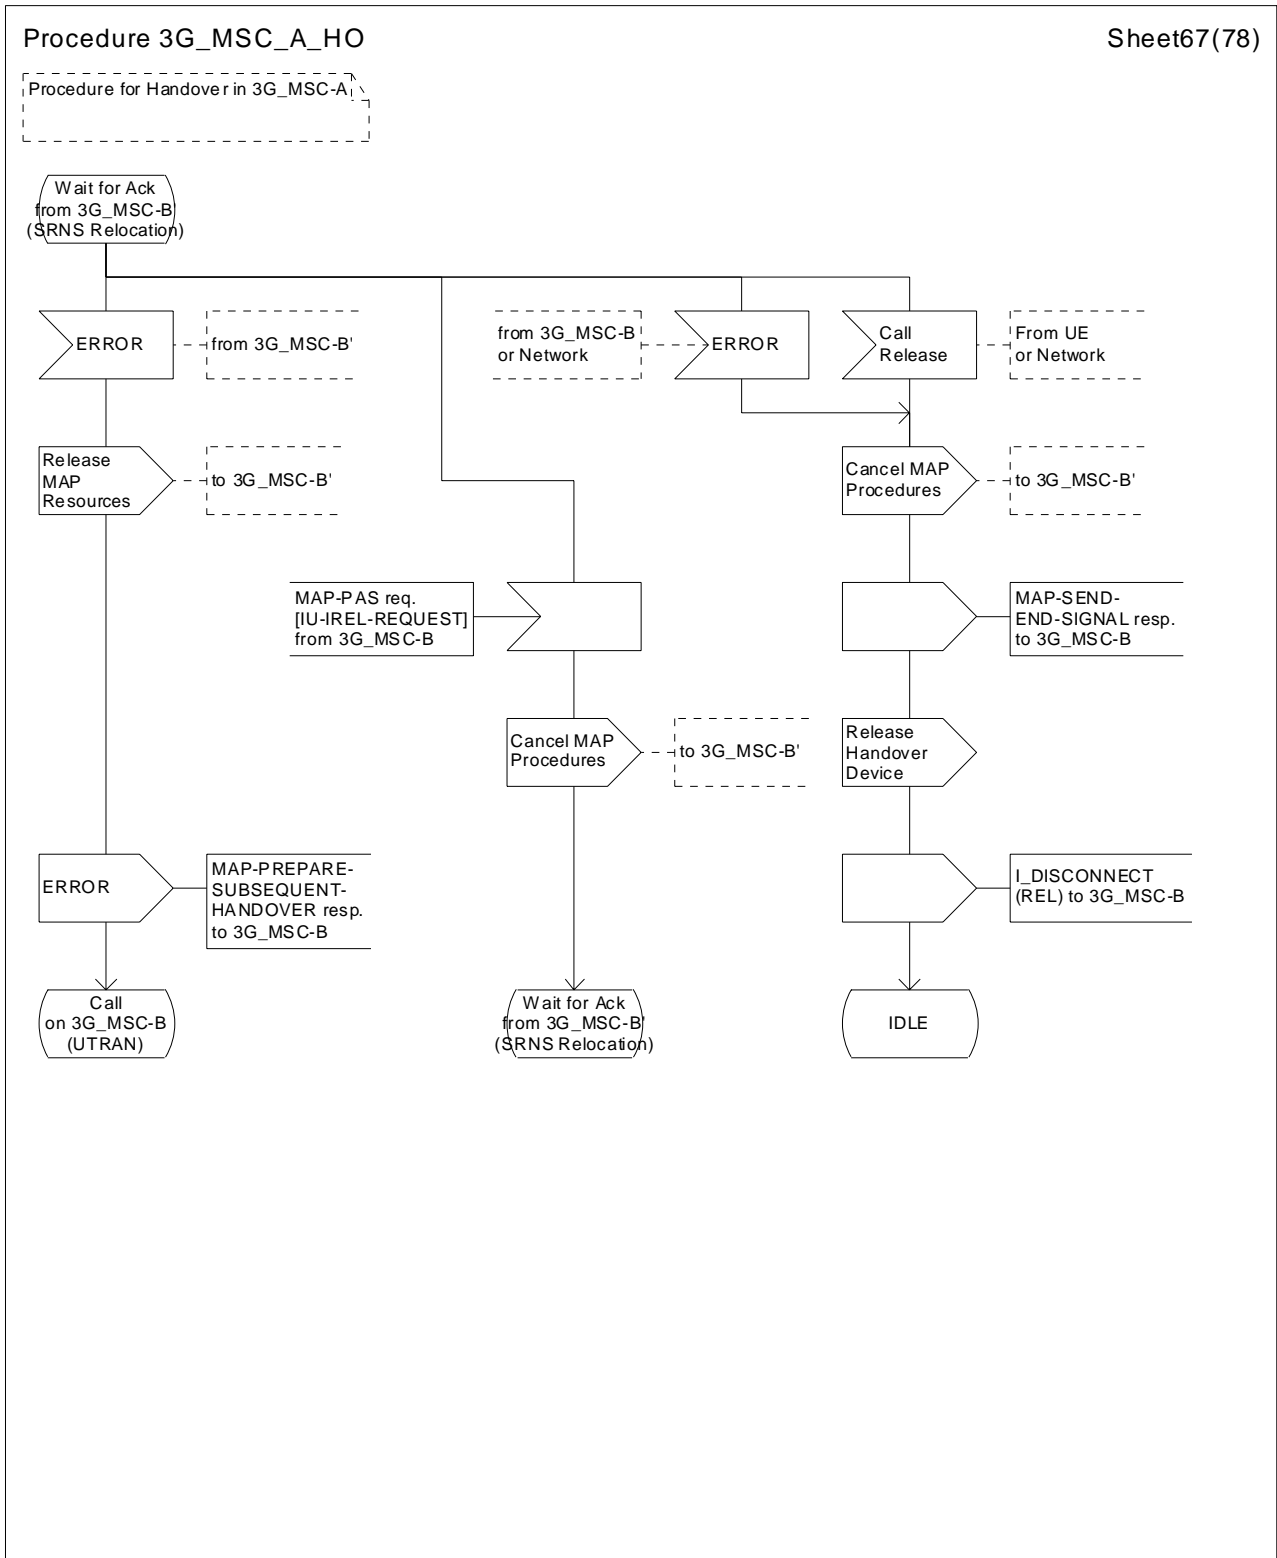 Procedure 3G_MSC_A_HO
Sheet67(78)
Procedure for Handover in 3G_MSC-A
Wait for Ack
from 3G_MSC-B'
(SRNS Relocation)
ERROR
from 3G_MSC-B'
from 3G_MSC-B
or Network
ERROR
Call
Release
From UE
or Network
Release
MAP
Resources
to 3G_MSC-B'
Cancel MAP
Procedures
to 3G_MSC-B'
MAP-PAS req.
[IU-IREL-REQUEST]
from 3G_MSC-B
MAP-SEND-
END-SIGNAL resp.
to 3G_MSC-B
Cancel MAP
Procedures
to 3G_MSC-B'
Release
Handover
Device
ERROR
MAP-PREPARE-
SUBSEQUENT-
HANDOVER resp.
to 3G_MSC-B
I_DISCONNECT
(REL) to 3G_MSC-B
Call
on 3G_MSC-B
(UTRAN)
Wait for Ack
from 3G_MSC-B'
(SRNS Relocation)
IDLE